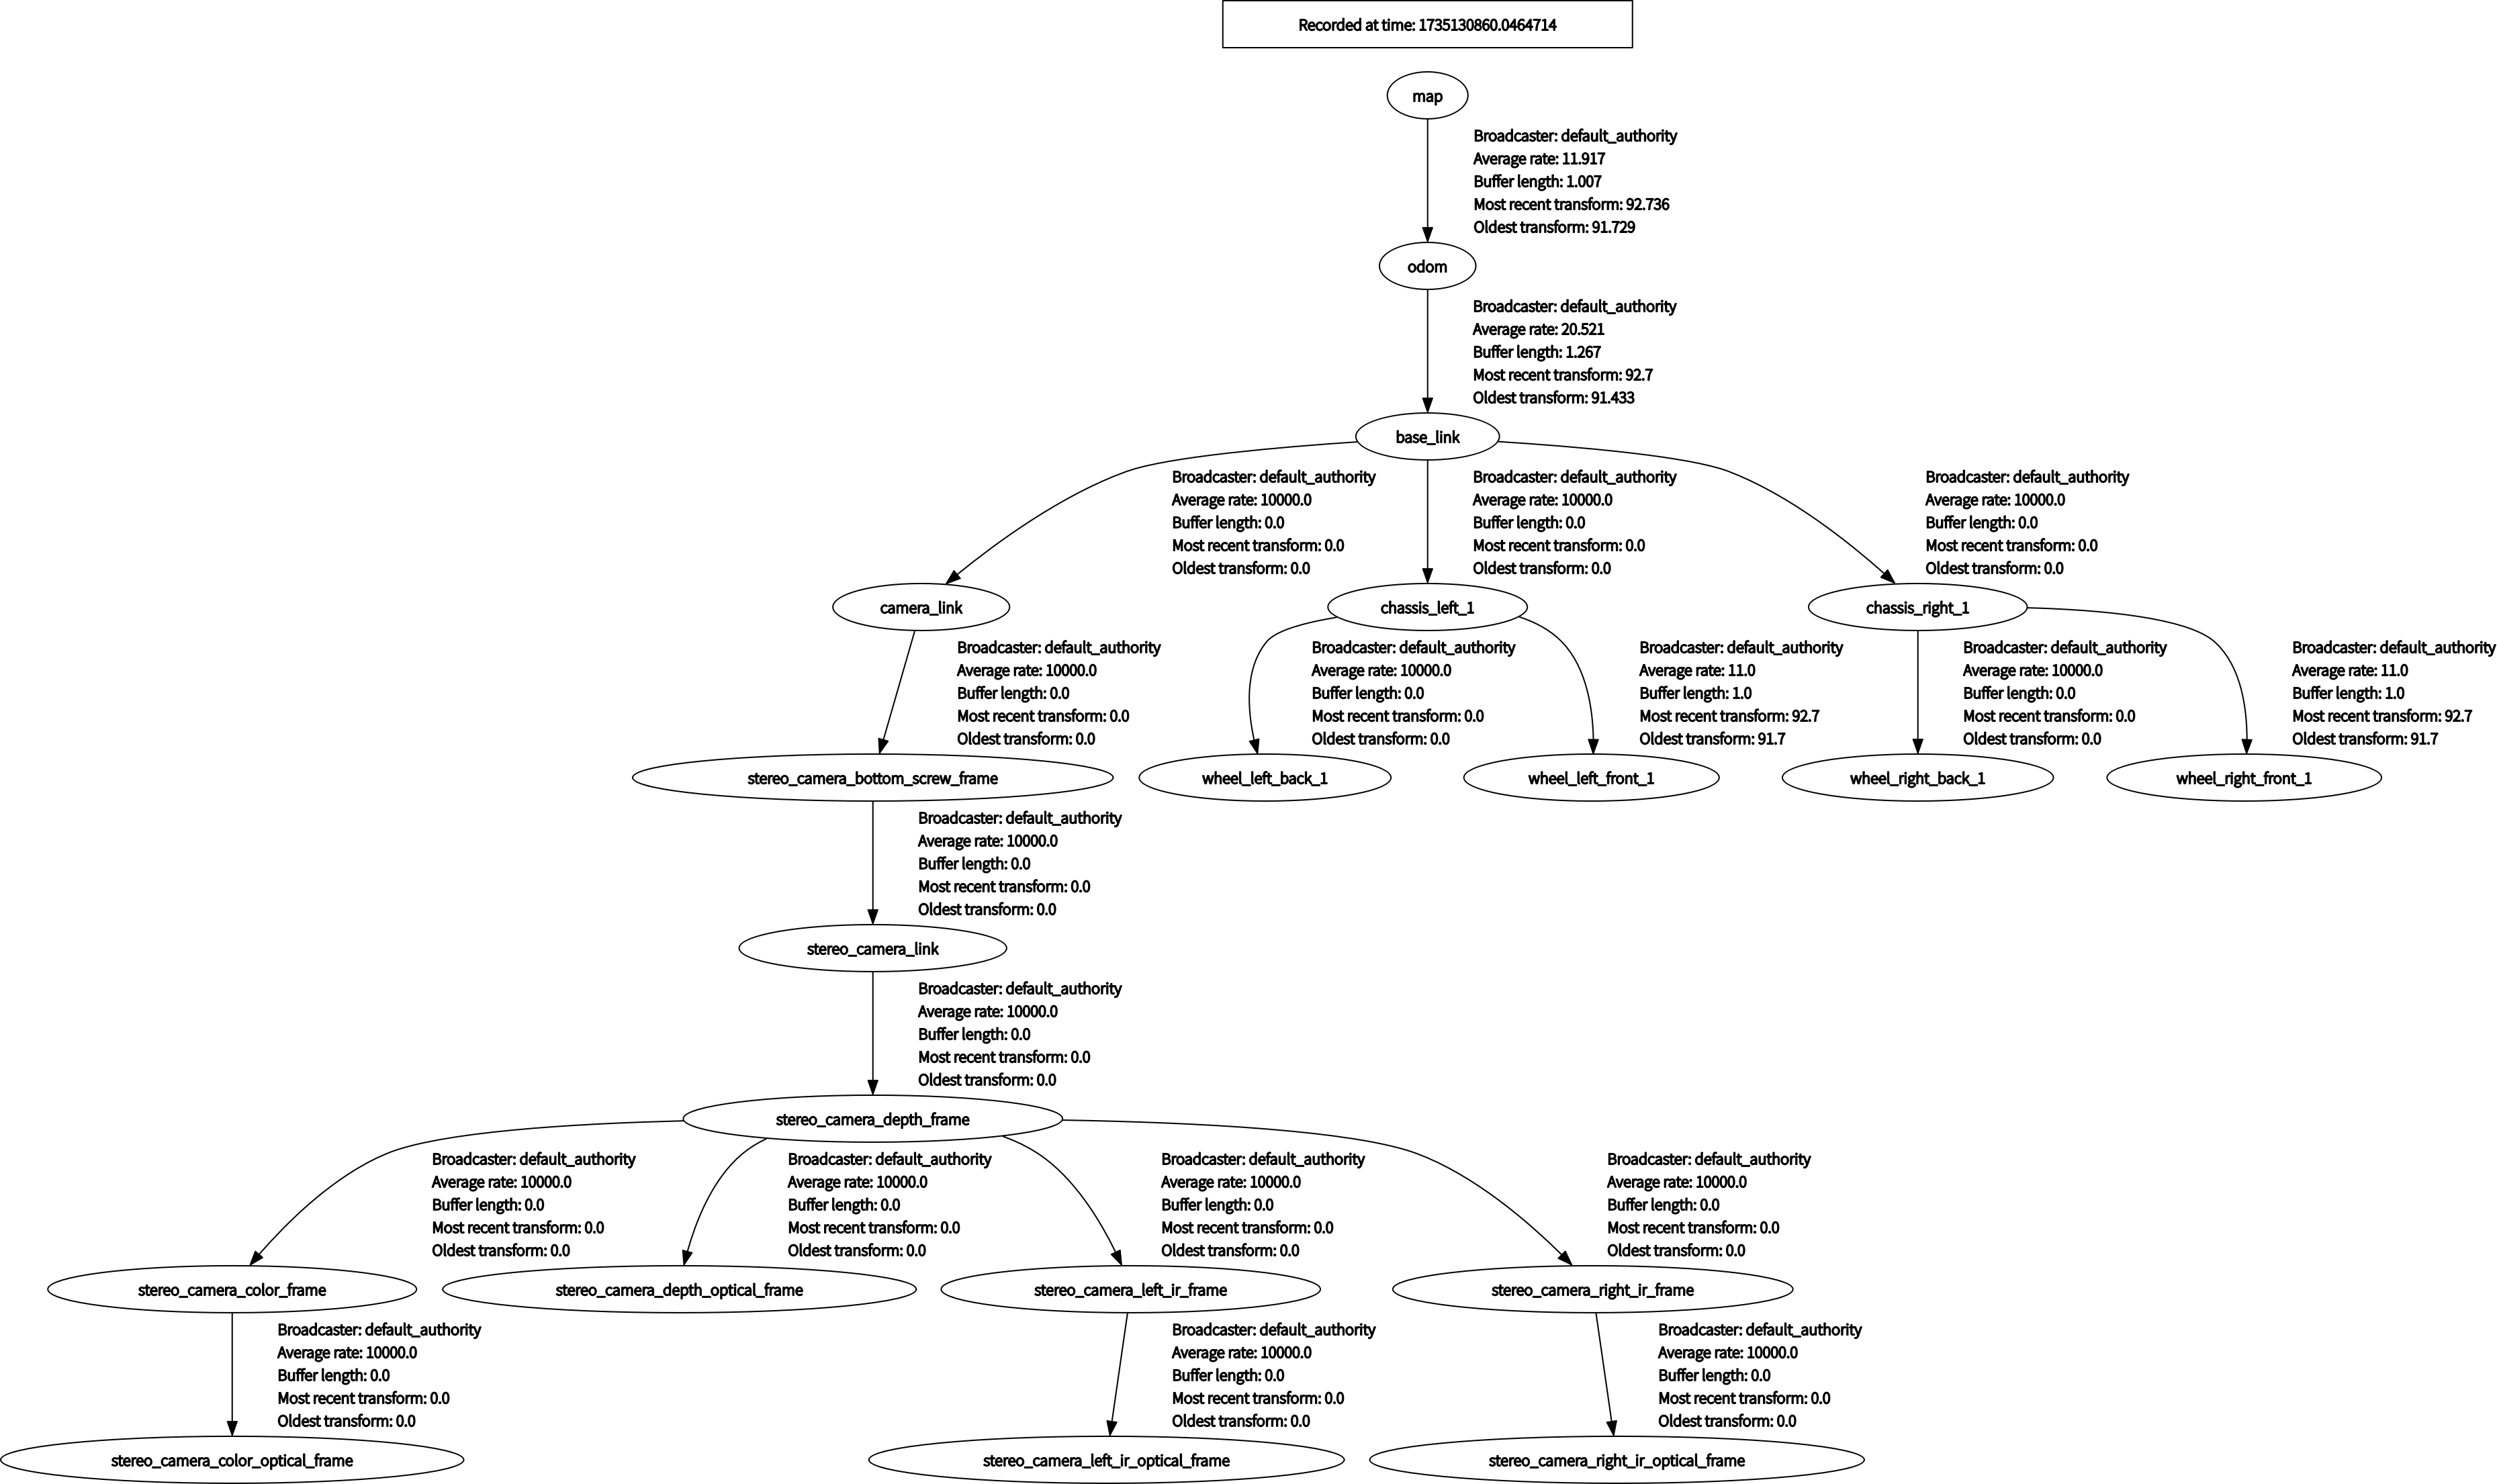 Recorded at time: 1735130860.0464714
map
Broadcaster: default_authority
Average rate: 11.917
Buffer length: 1.007
Most recent transform: 92.736
Oldest transform: 91.729
odom
Broadcaster: default_authority
Average rate: 20.521
Buffer length: 1.267
Most recent transform: 92.7
Oldest transform: 91.433
base_link
Broadcaster: default_authority
Average rate: 10000.0
Buffer length: 0.0
Most recent transform: 0.0
Oldest transform: 0.0
Broadcaster: default_authority
Average rate: 10000.0
Buffer length: 0.0
Most recent transform: 0.0
Oldest transform: 0.0
Broadcaster: default_authority
Average rate: 10000.0
Buffer length: 0.0
Most recent transform: 0.0
Oldest transform: 0.0
camera_link
chassis_left_1
chassis_right_1
Broadcaster: default_authority
Average rate: 10000.0
Buffer length: 0.0
Most recent transform: 0.0
Oldest transform: 0.0
Broadcaster: default_authority
Average rate: 10000.0
Buffer length: 0.0
Most recent transform: 0.0
Oldest transform: 0.0
Broadcaster: default_authority
Average rate: 11.0
Buffer length: 1.0
Most recent transform: 92.7
Oldest transform: 91.7
Broadcaster: default_authority
Average rate: 10000.0
Buffer length: 0.0
Most recent transform: 0.0
Oldest transform: 0.0
Broadcaster: default_authority
Average rate: 11.0
Buffer length: 1.0
Most recent transform: 92.7
Oldest transform: 91.7
stereo_camera_bottom_screw_frame
wheel_left_back_1
wheel_left_front_1
wheel_right_back_1
wheel_right_front_1
Broadcaster: default_authority
Average rate: 10000.0
Buffer length: 0.0
Most recent transform: 0.0
Oldest transform: 0.0
stereo_camera_link
Broadcaster: default_authority
Average rate: 10000.0
Buffer length: 0.0
Most recent transform: 0.0
Oldest transform: 0.0
stereo_camera_depth_frame
Broadcaster: default_authority
Average rate: 10000.0
Buffer length: 0.0
Most recent transform: 0.0
Oldest transform: 0.0
Broadcaster: default_authority
Average rate: 10000.0
Buffer length: 0.0
Most recent transform: 0.0
Oldest transform: 0.0
Broadcaster: default_authority
Average rate: 10000.0
Buffer length: 0.0
Most recent transform: 0.0
Oldest transform: 0.0
Broadcaster: default_authority
Average rate: 10000.0
Buffer length: 0.0
Most recent transform: 0.0
Oldest transform: 0.0
stereo_camera_color_frame
stereo_camera_depth_optical_frame
stereo_camera_left_ir_frame
stereo_camera_right_ir_frame
Broadcaster: default_authority
Average rate: 10000.0
Buffer length: 0.0
Most recent transform: 0.0
Oldest transform: 0.0
Broadcaster: default_authority
Average rate: 10000.0
Buffer length: 0.0
Most recent transform: 0.0
Oldest transform: 0.0
Broadcaster: default_authority
Average rate: 10000.0
Buffer length: 0.0
Most recent transform: 0.0
Oldest transform: 0.0
stereo_camera_color_optical_frame
stereo_camera_left_ir_optical_frame
stereo_camera_right_ir_optical_frame